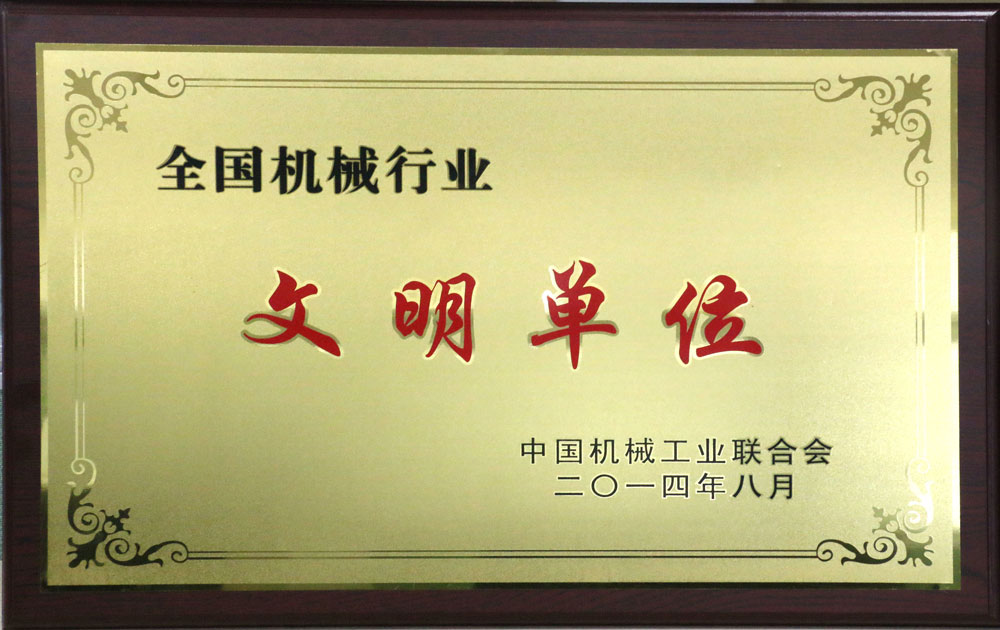 全国机械行业
文明单位
中国机械工业联合会
二〇一四年八月